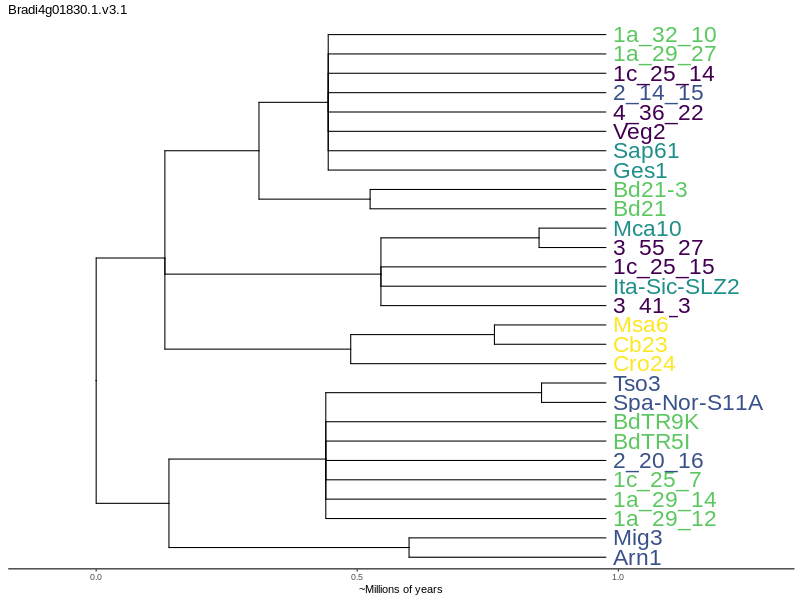 Bradi4g01830.1.v3.1
1a_32_10
1a_29_27
1c_25_14
2_14_15
4_36_22
Veg2
Sap61
Ges1
Bd21-3
Bd21
Mca10
3_55_27
1c_25_15
Ita-Sic-SLZ2
3_41_3
Msa6
Cb23
Cro24
Tso3
Spa-Nor-S11A
BdTR9K
BdTR5I
2_20_16
1c_25_7
1a_29_14
1a_29_12
Mig3
Arn1
0.0 0.5 1.0
~Millions of years